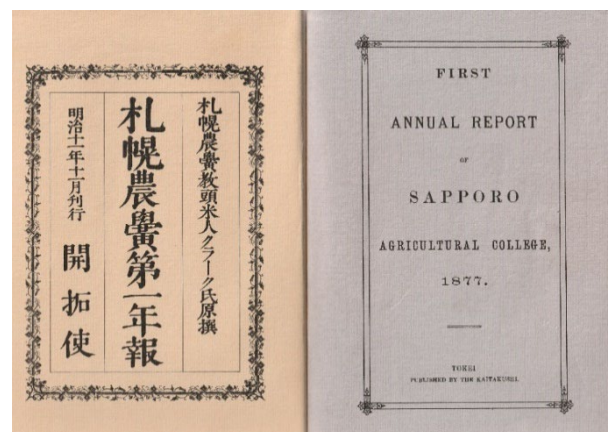 札幌農黌教頭米人クラーク氏原撰
札幌農黌第一年報
明治十一年十一月刊行 開拓使
FIRST
ANNUAL REPORT
OF
SAPPORO
AGRICULTURAL COLLEGE,
1877.
TOKEI
PUBLISHED BY THE KAITAKUSHI.